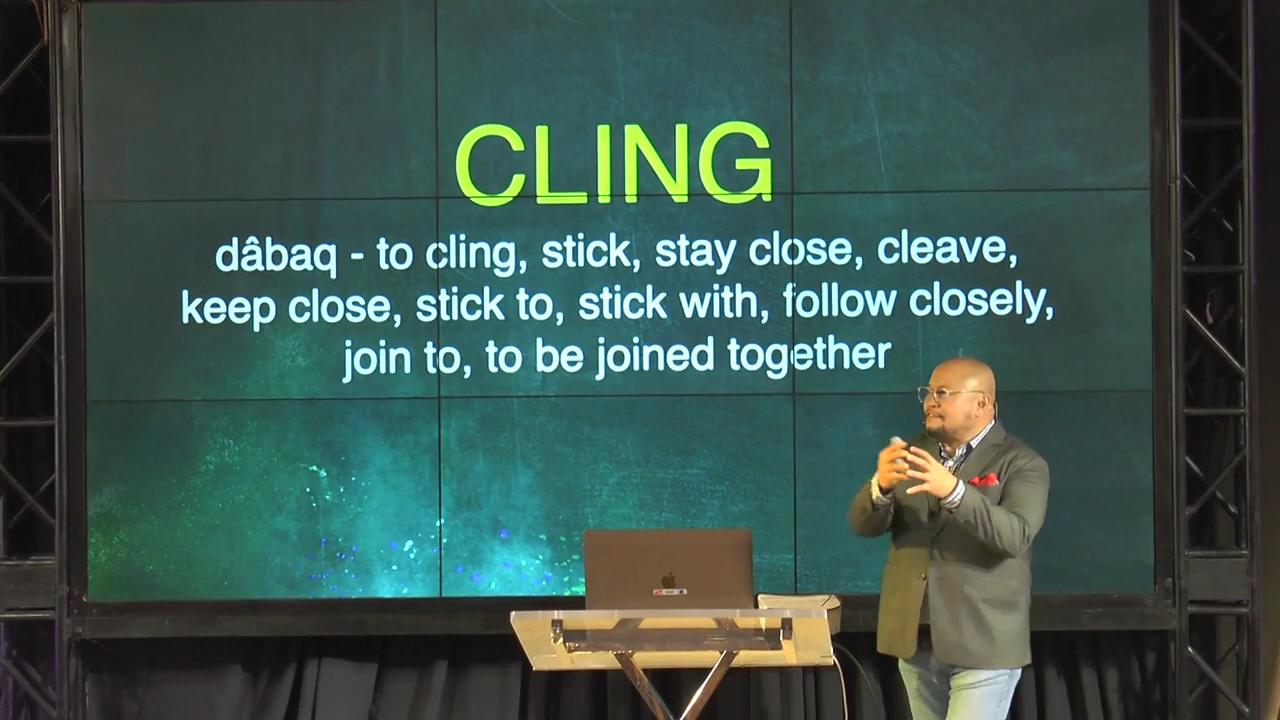 CLING
dâbaq - to cling, stick, stay close, cleave,
keep close, stick to, stick with, follow closely,
join to, to be joined together